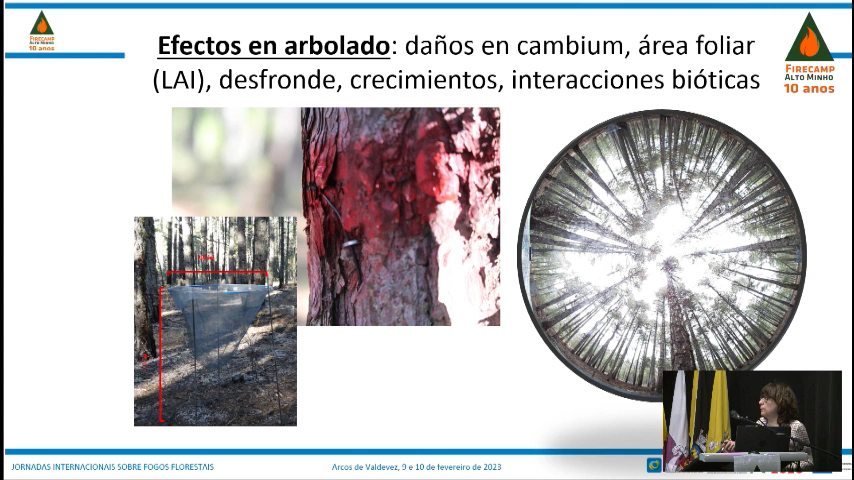 FIRECAMP
ALTO MINHO
10 anos
Efectos en arbolado: daños en cambium, área foliar
(LAI), desfronde, crecimientos, interacciones bióticas
FIRECAMP
ALTO MINHO
10 anos
JORNADAS INTERNACIONAIS SOBRE FOGOS FLORESTAIS
Arcos de Valdevez, 9 e 10 de fevereiro de 2023